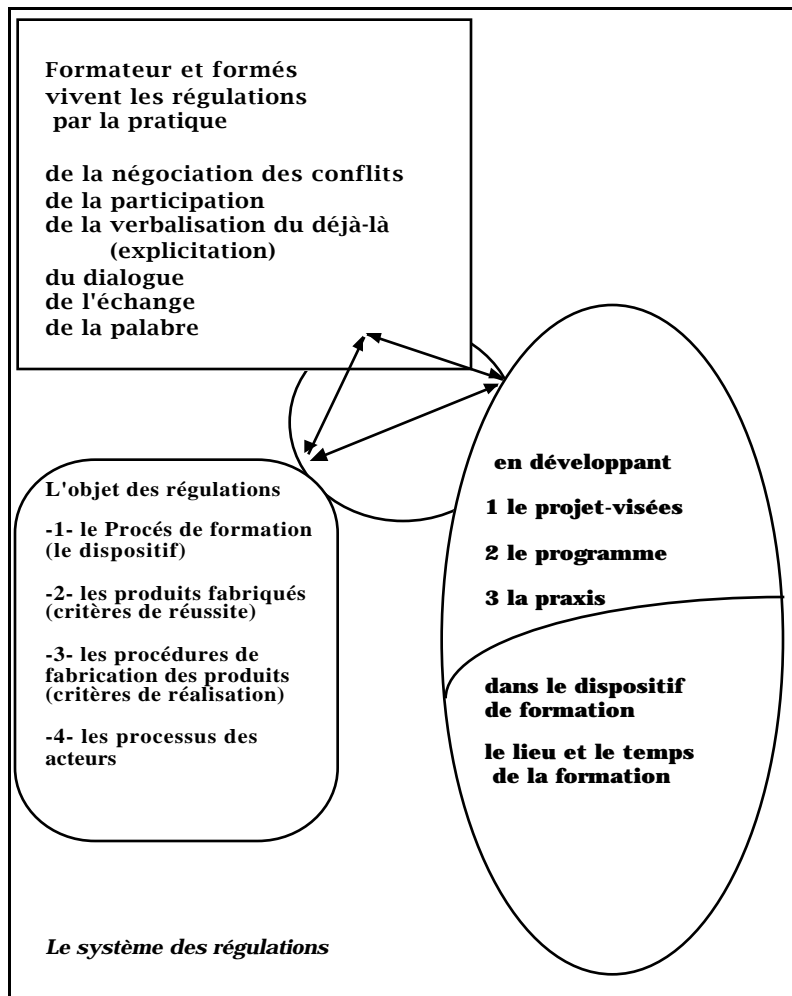 Formateur et formés
vivent les régulations
par la pratique
de la négociation des conflits
de la participation
de la verbalisation du déjà-là
(explicitation)
du dialogue
de l'échange
de la palabre
L'objet des régulations
-1- le Procés de formation
(le dispositif)
-2- les produits fabriqués
(critères de réussite)
-3- les procédures de
fabrication des produits
(critères de réalisation)
-4- les processus des
acteurs
en développant
1 le projet-visées
2 le programme
3 la praxis
dans le dispositif
de formation
le lieu et le temps
de la formation
Le système des régulations